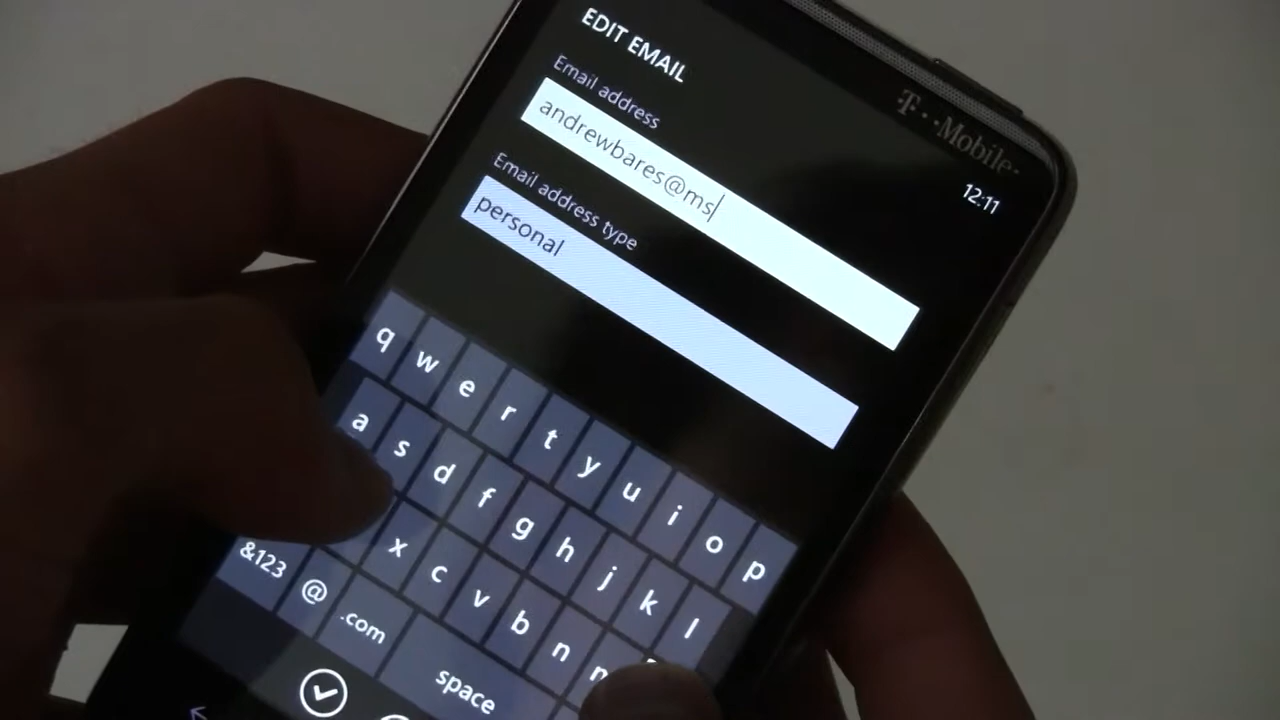 EDIT EMAIL
T··Mobile·
Email address
12:11
andrewbares@ms
Email address type
personal
q w e r t y u i o p
a s d f g h j k l
x c v b n
&123 @ .com space